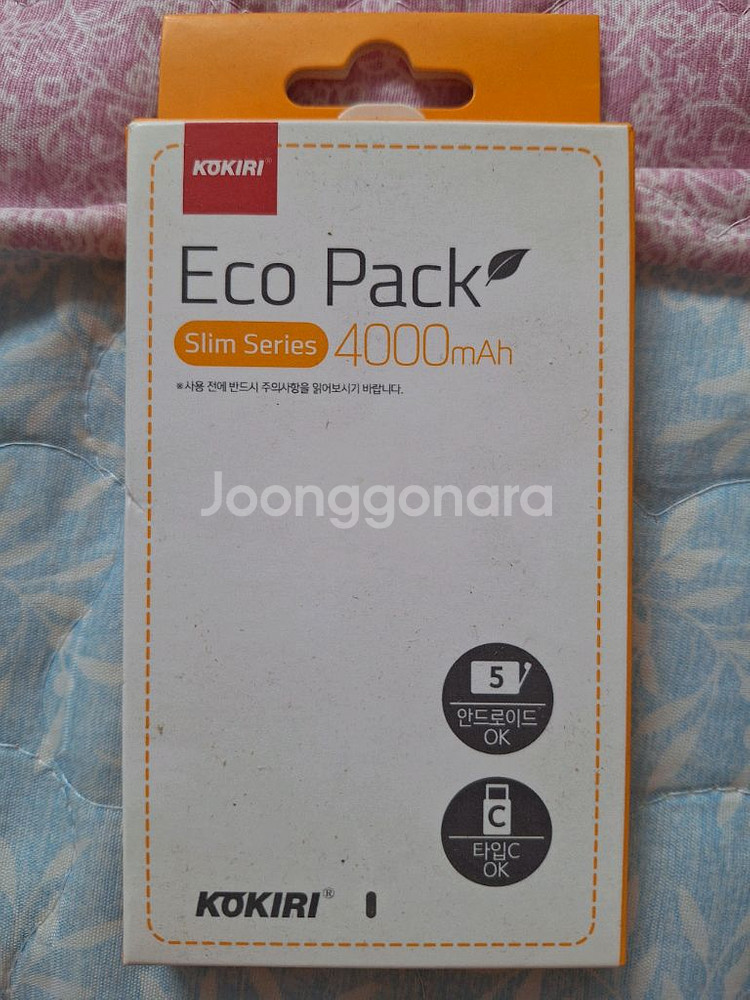 KŌKIRI®
Eco Pack
Slim Series 4000mAh
※사용 전에 반드시 주의사항을 읽어보시기 바랍니다.
Joonggonara
5
안드로이드
OK
C
타입C
OK
KŌKIRI®